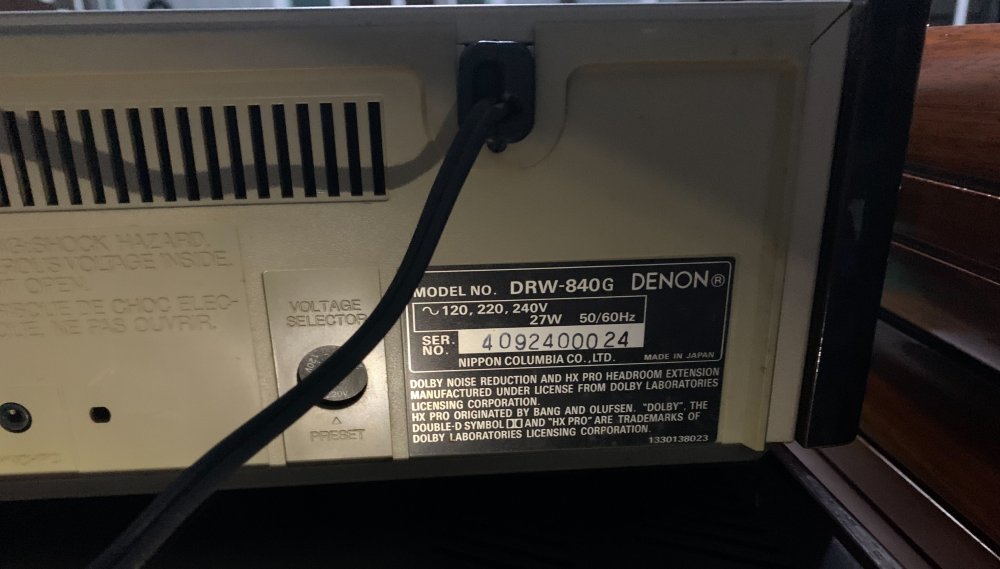 SHOCK HAZARD.
VOLTAGE INSIDE.
OPEN.
DE CHOC ELEC-
PAS OUVRIR.
VOLTAGE
SELECTOR
220V
PRESET
MODEL NO. DRW-840G DENON®
~ 120, 220, 240V
27W 50/60Hz
SER.
NO. 4092400024
NIPPON COLUMBIA CO., LTD. MADE IN JAPAN
DOLBY NOISE REDUCTION AND HX PRO HEADROOM EXTENSION
MANUFACTURED UNDER LICENSE FROM DOLBY LABORATORIES
LICENSING CORPORATION.
HX PRO ORIGINATED BY BANG AND OLUFSEN. "DOLBY", THE
DOUBLE-D SYMBOL AND "HX PRO" ARE TRADEMARKS OF
DOLBY LABORATORIES LICENSING CORPORATION.
1330138023